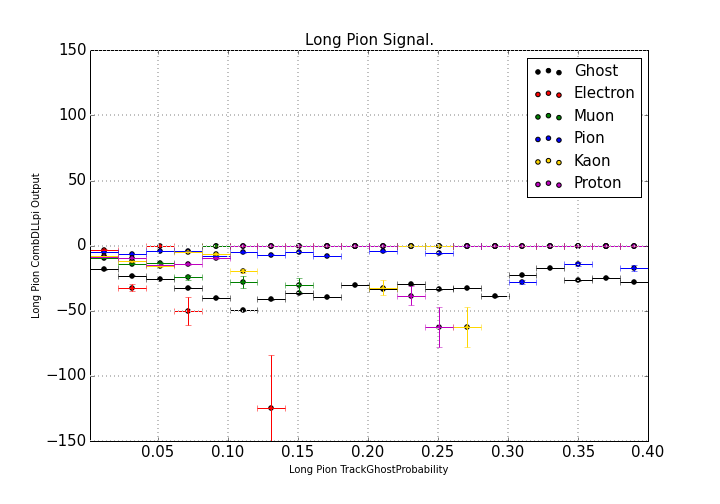 Long Pion Signal.
150
100
50
0
−50
−100
−150
Long Pion CombDLLpi Output
Ghost
Electron
Muon
Pion
Kaon
Proton
0.05 0.10 0.15 0.20 0.25 0.30 0.35 0.40
Long Pion TrackGhostProbability